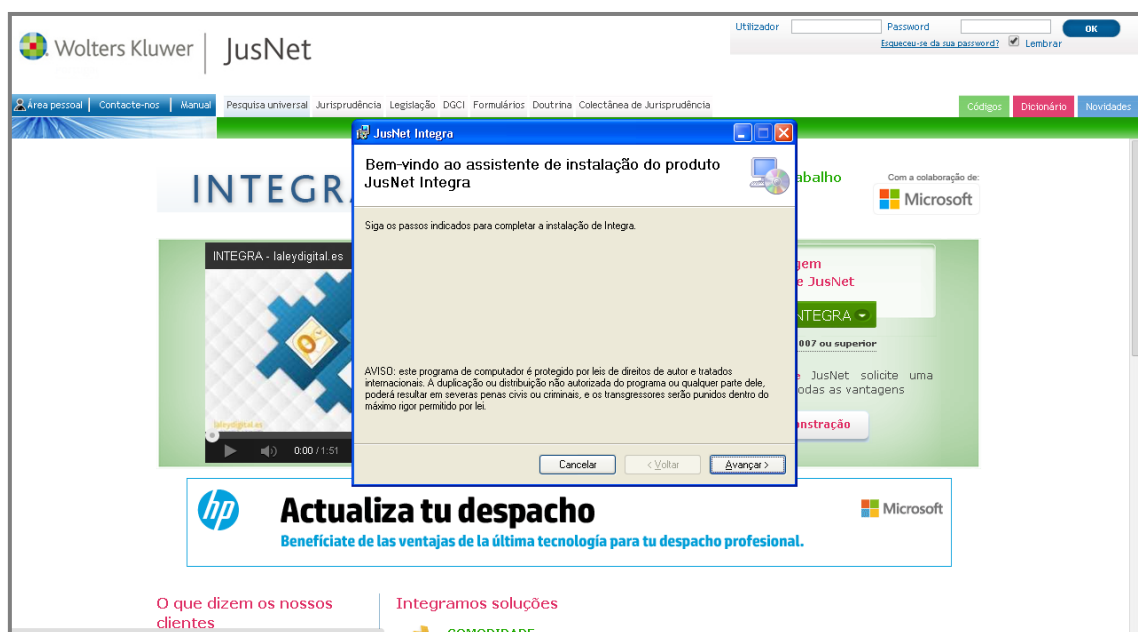 Wolters Kluwer JusNet
Utilizador Password OK
Esqueceu-se da sua password? Lembrar
Área pessoal Contacte-nos Manual Pesquisa universal Jurisprudência Legislação DGCI Formulários Doutrina Colectânea de Jurisprudência Códigos Dicionário Novidades
JusNet Integra
Bem-vindo ao assistente de instalação do produto
JusNet Integra
Siga os passos indicados para completar a instalação de Integra.
AVISO: este programa de computador é protegido por leis de direitos de autor e tratados
internacionais. A duplicação ou distribuição não autorizada do programa ou qualquer parte dele,
poderá resultar em severas penas civis ou criminais, e os transgressores serão punidos dentro do
máximo rigor permitido por lei.
Cancelar < Voltar Avançar >
INTEGR
abalho
Com a colaboração de:
Microsoft
INTEGRA - laleydigital.es
laleydigital.es
0:00 / 1:51
gem
e JusNet
NTEGRA
007 ou superior
JusNet solicite uma
odas as vantagens
nstração
hp
Actualiza tu despacho
Benefíciate de las ventajas de la última tecnología para tu despacho profesional.
Microsoft
O que dizem os nossos
clientes
Integramos soluções
COMODIDADE